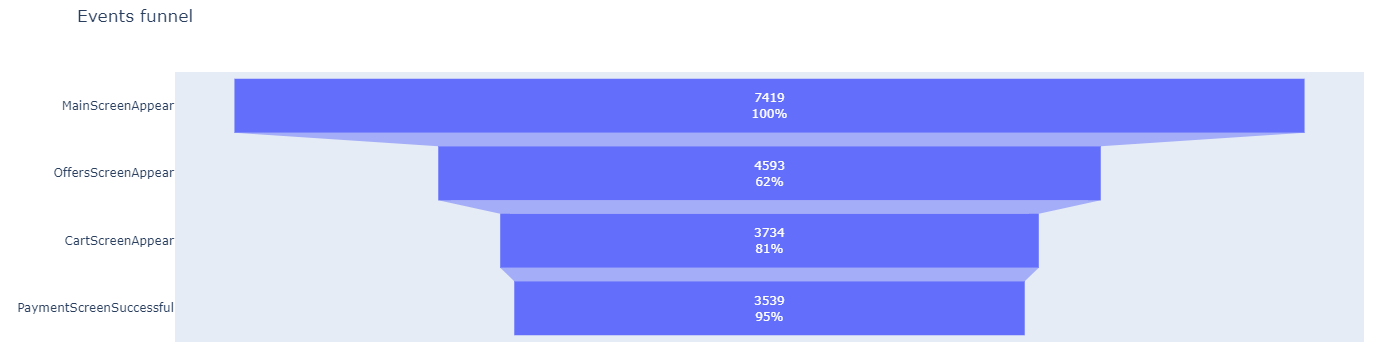 Events funnel
MainScreenAppear
7419
100%
OffersScreenAppear
4593
62%
CartScreenAppear
3734
81%
PaymentScreenSuccessful
3539
95%